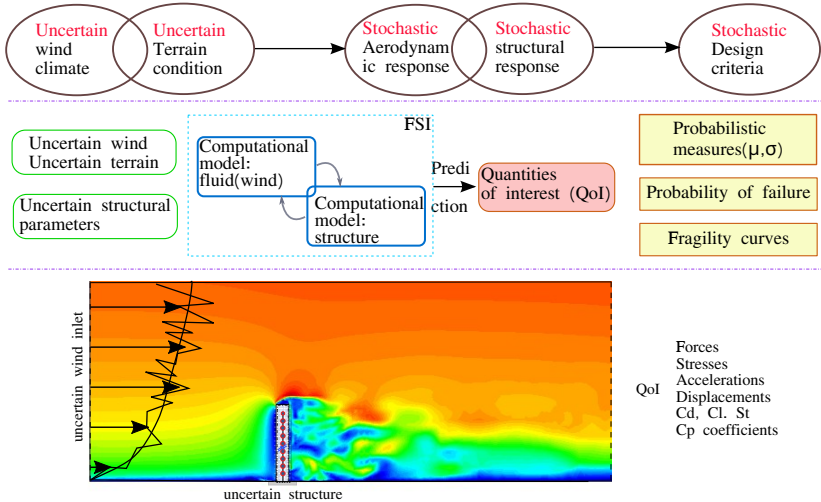 Uncertain
wind
climate
Uncertain
Terrain
condition
Stochastic
Aerodynam
ic response
Stochastic
structural
response
Stochastic
Design
criteria
Uncertain wind
Uncertain terrain
Uncertain structural
parameters
FSI
Computational
model:
fluid(wind)
Computational
model:
structure
Predi
ction
Quantities
of interest (QoI)
Probabilistic
measures(μ,σ)
Probability of failure
Fragility curves
uncertain wind inlet
uncertain structure
QoI
Forces
Stresses
Accelerations
Displacements
Cd, Cl. St
Cp coefficients